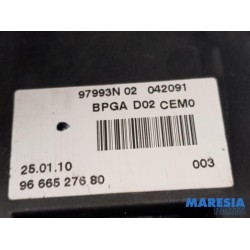 97993N 02 042091
BPGA D02 CEM0
25.01.10
003
96 665 276 80
MARESIA